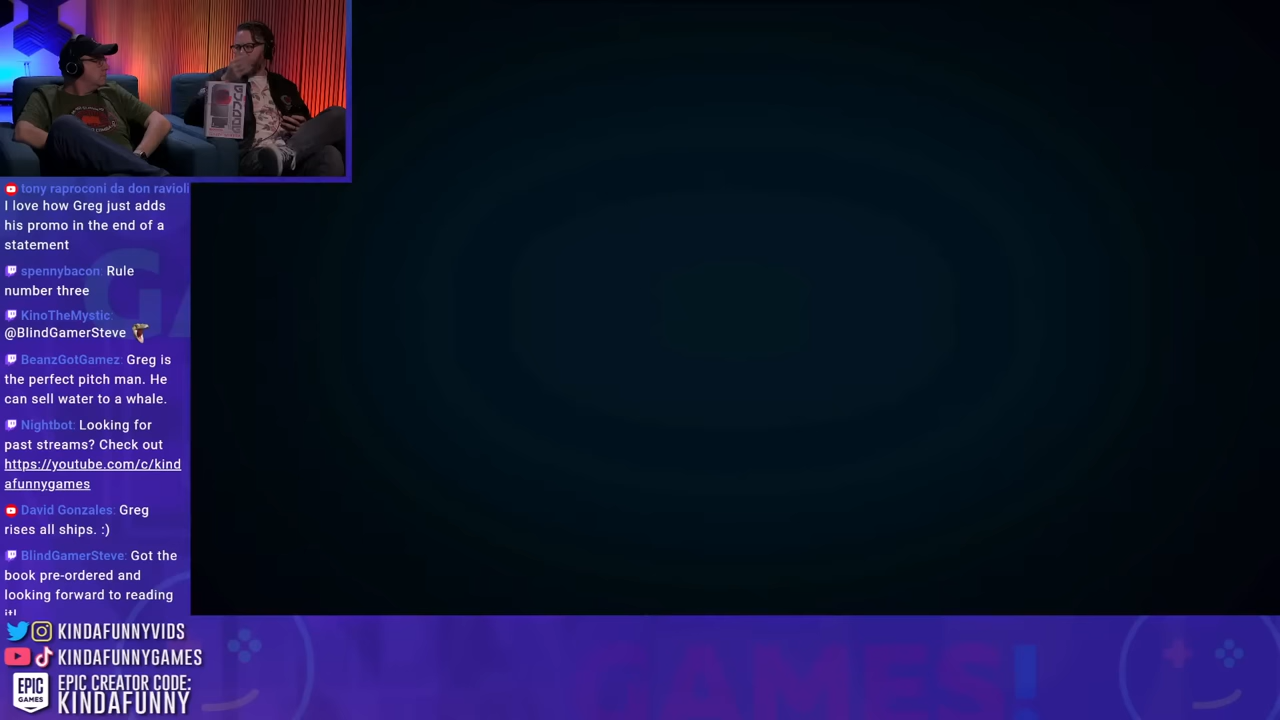 tony raproconi da don ravioli
I love how Greg just adds
his promo in the end of a
statement
spennybacon: Rule
number three
KinoTheMystic:
@BlindGamerSteve
BeanzGotGamez: Greg is
the perfect pitch man. He
can sell water to a whale.
Nightbot: Looking for
past streams? Check out
https://youtube.com/c/kind
afunnygames
David Gonzales: Greg
rises all ships. :)
BlindGamerSteve: Got the
book pre-ordered and
looking forward to reading
it!
KINDAFUNNYVIDS
KINDAFUNNYGAMES
EPIC GAMES
EPIC CREATOR CODE:
KINDAFUNNY
GAMES!